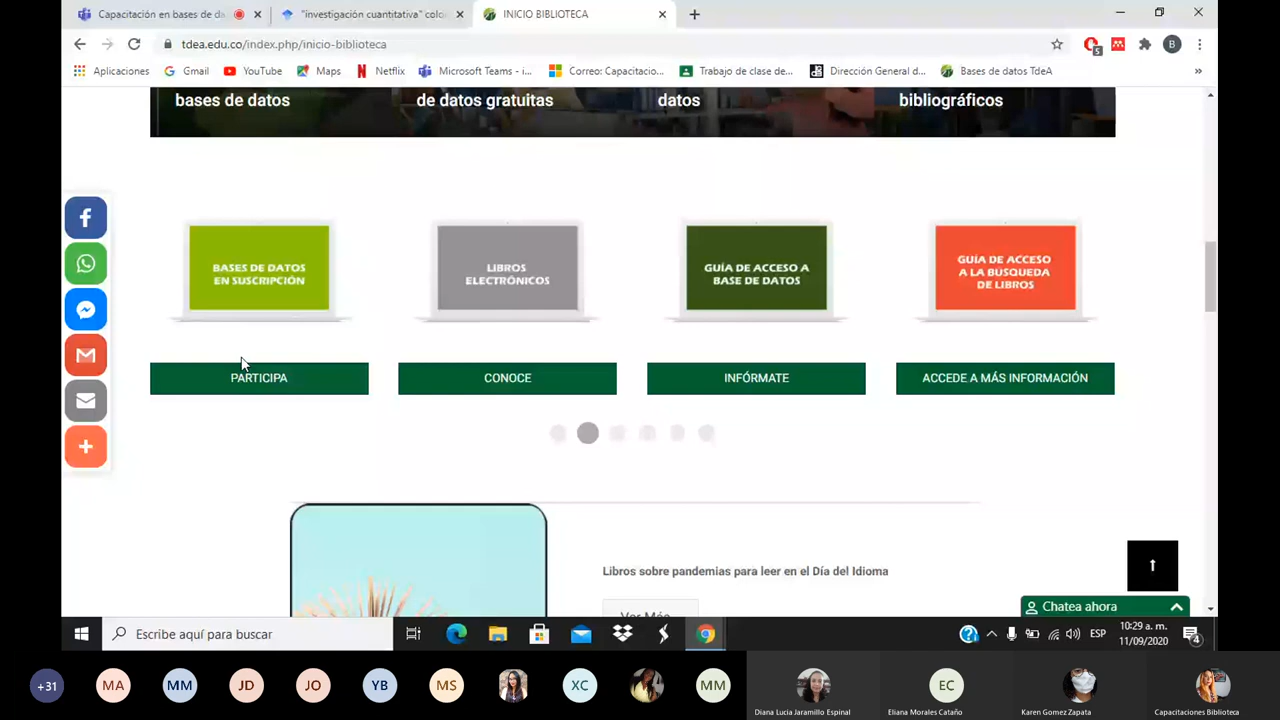 Capacitación en bases de da
"investigación cuantitativa" colo
INICIO BIBLIOTECA
tdea.edu.co/index.php/inicio-biblioteca
5
B
Aplicaciones
Gmail
YouTube
Maps
Netflix
Microsoft Teams - i...
Correo: Capacitacio...
Trabajo de clase de...
Dirección General d...
Bases de datos TdeA
»
bases de datos
de datos gratuitas
datos
bibliográficos
BASES DE DATOS
EN SUSCRIPCIÓN
LIBROS
ELECTRÓNICOS
GUÍA DE ACCESO A
BASE DE DATOS
GUÍA DE ACCESO
A LA BÚSQUEDA
DE LIBROS
PARTICIPA
CONOCE
INFÓRMATE
ACCEDE A MÁS INFORMACIÓN
Libros sobre pandemias para leer en el Día del Idioma
Ver Más
Chatea ahora
Escribe aquí para buscar
ESP
10:29 a. m.
11/09/2020
4
+31
MA
MM
JD
JO
YB
MS
XC
MM
Diana Lucia Jaramillo Espinal
EC
Eliana Morales Cataño
Karen Gomez Zapata
Capacitaciones Biblioteca